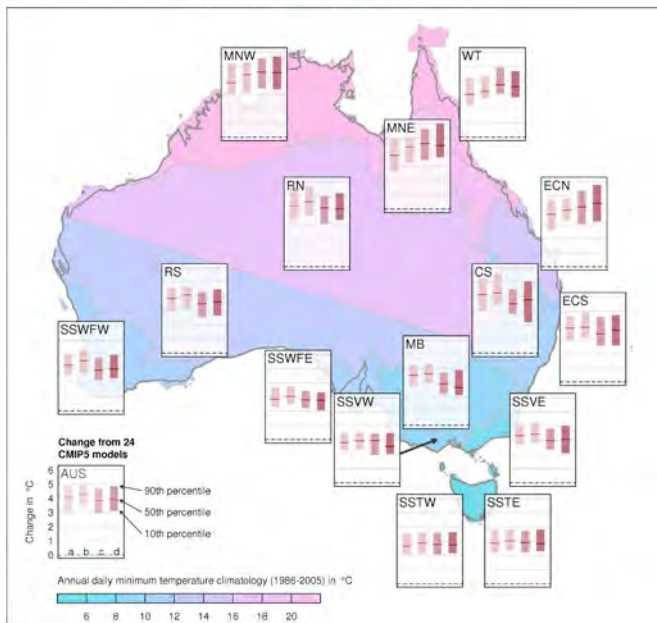 MNW
WT
MNE
RN
ECN
RS
CS
ECS
SSWFW
SSWFE
MB
SSVW
SSVE
Change from 24
CMIP5 models
AUS
6
5
4
3
2
1
0
Change in °C
a b c d
90th percentile
50th percentile
10th percentile
SSTW
SSTE
Annual daily minimum temperature climatology (1986-2005) in °C
6 8 10 12 14 16 18 20